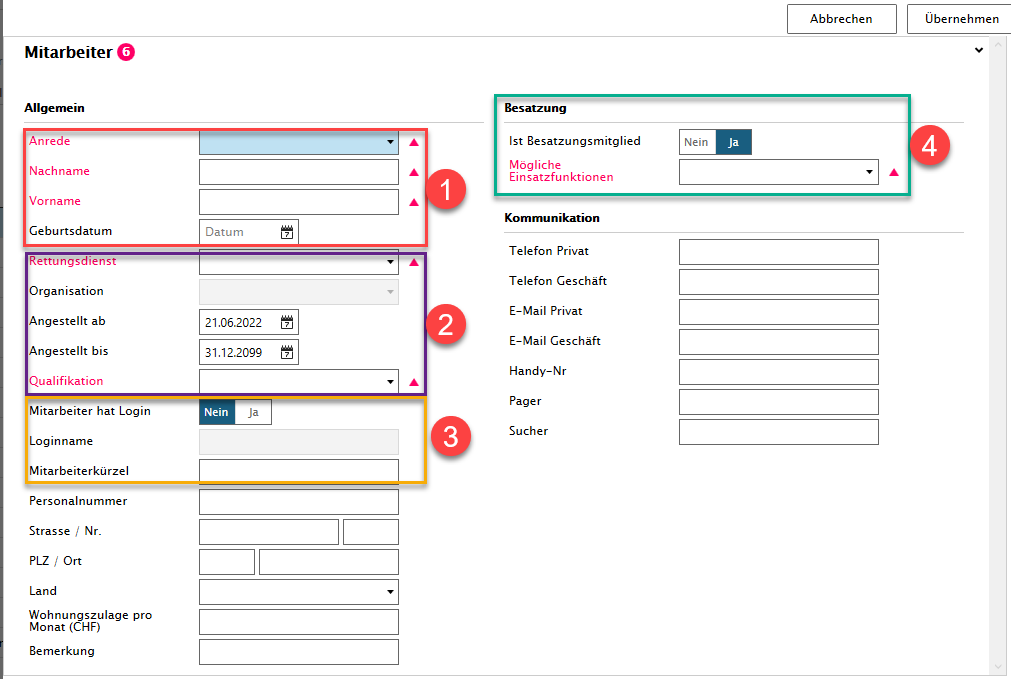 Abbrechen
Übernehmen
Mitarbeiter 6
Allgemein
Anrede
Nachname
Vorname
Geburtsdatum Datum
1
Rettungsdienst
Organisation
Angestellt ab 21.06.2022
Angestellt bis 31.12.2099
Qualifikation
2
Mitarbeiter hat Login Nein Ja
Loginname
Mitarbeiterkürzel
3
Personalnummer
Strasse / Nr.
PLZ / Ort
Land
Wohnungszulage pro
Monat (CHF)
Bemerkung
Besatzung
Ist Besatzungsmitglied Nein Ja
Mögliche
Einsatzfunktionen
4
Kommunikation
Telefon Privat
Telefon Geschäft
E-Mail Privat
E-Mail Geschäft
Handy-Nr
Pager
Sucher